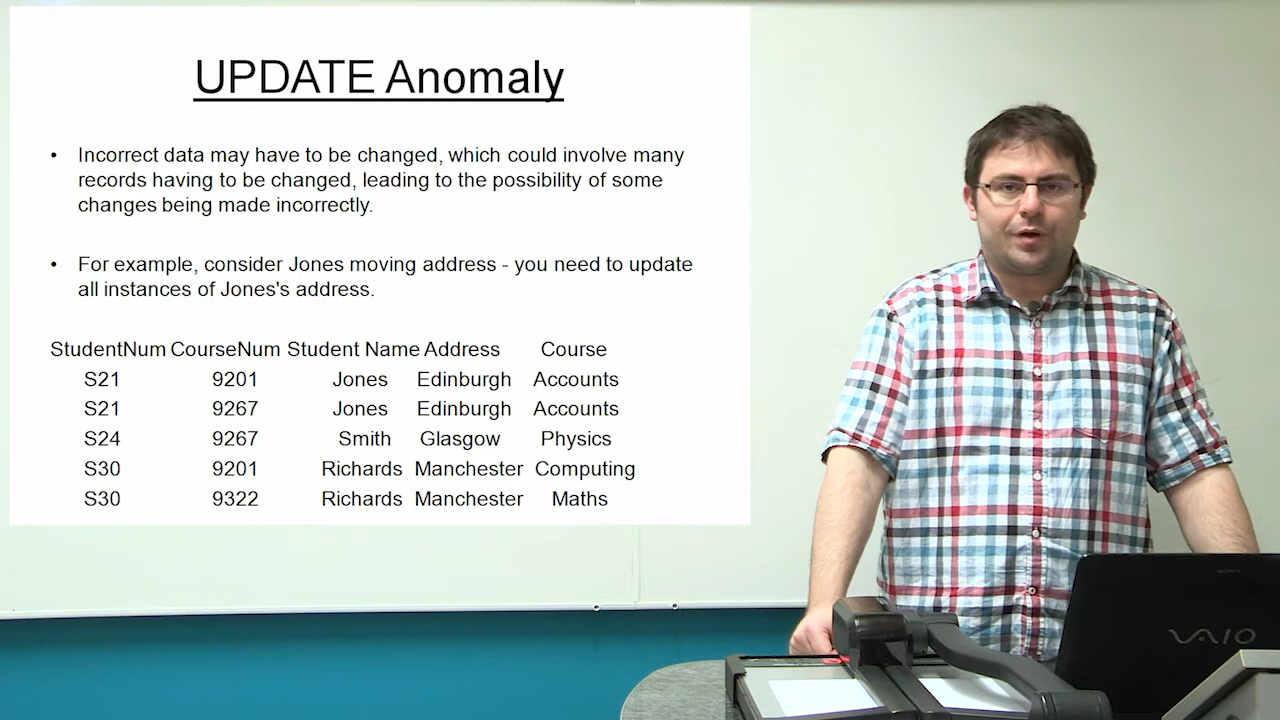 UPDATE Anomaly
• Incorrect data may have to be changed, which could involve many
records having to be changed, leading to the possibility of some
changes being made incorrectly.
• For example, consider Jones moving address - you need to update
all instances of Jones's address.
StudentNum CourseNum Student Name Address Course
S21 9201 Jones Edinburgh Accounts
S21 9267 Jones Edinburgh Accounts
S24 9267 Smith Glasgow Physics
S30 9201 Richards Manchester Computing
S30 9322 Richards Manchester Maths
SONY
VAIO